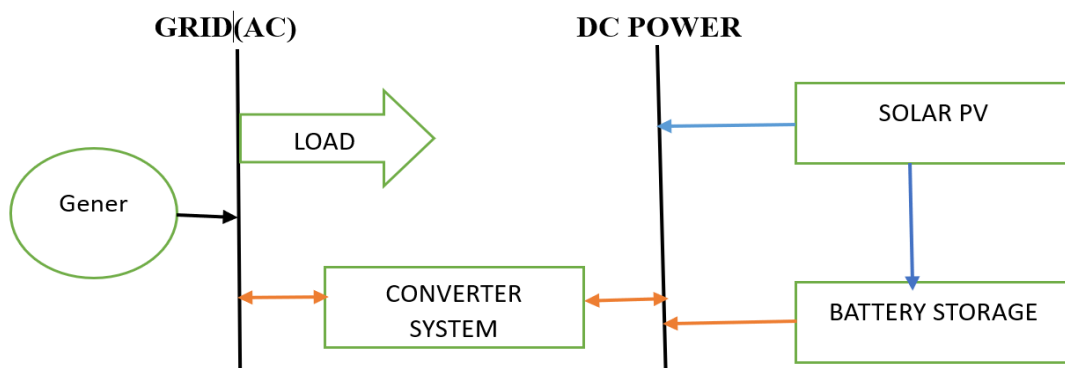 GRID(AC)
DC POWER
LOAD
SOLAR PV
Gener
CONVERTER
SYSTEM
BATTERY STORAGE